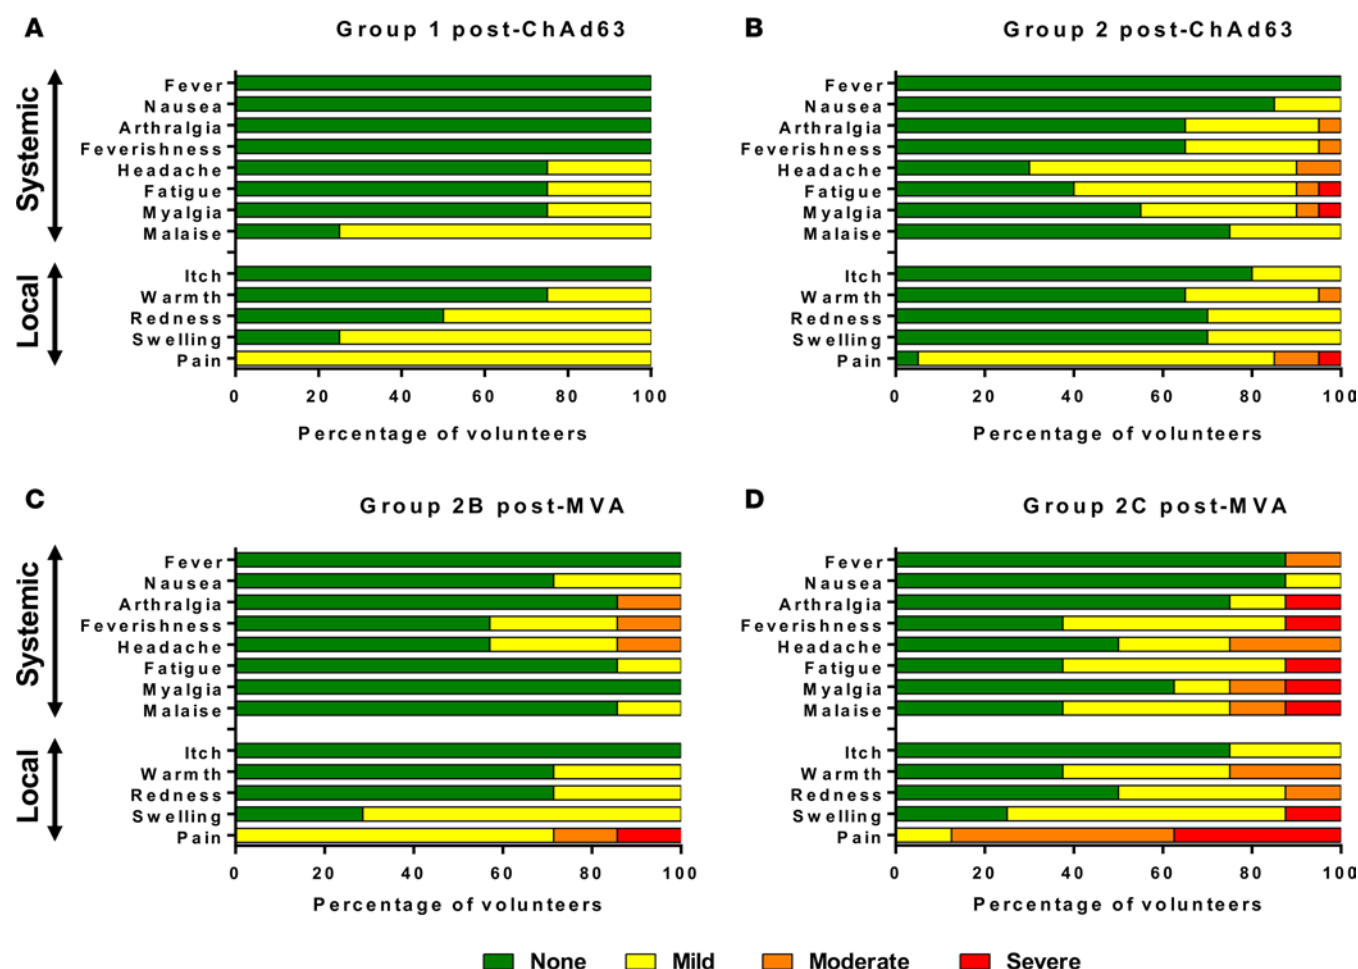 A
Group 1 post-ChAd63
Systemic
Fever
Nausea
Arthralgia
Feverishness
Headache
Fatigue
Myalgia
Malaise
Local
Itch
Warmth
Redness
Swelling
Pain
0 20 40 60 80 100
Percentage of volunteers
B
Group 2 post-ChAd63
Fever
Nausea
Arthralgia
Feverishness
Headache
Fatigue
Myalgia
Malaise
Itch
Warmth
Redness
Swelling
Pain
0 20 40 60 80 100
Percentage of volunteers
C
Group 2B post-MVA
Systemic
Fever
Nausea
Arthralgia
Feverishness
Headache
Fatigue
Myalgia
Malaise
Local
Itch
Warmth
Redness
Swelling
Pain
0 20 40 60 80 100
Percentage of volunteers
D
Group 2C post-MVA
Fever
Nausea
Arthralgia
Feverishness
Headache
Fatigue
Myalgia
Malaise
Itch
Warmth
Redness
Swelling
Pain
0 20 40 60 80 100
Percentage of volunteers
None Mild Moderate Severe